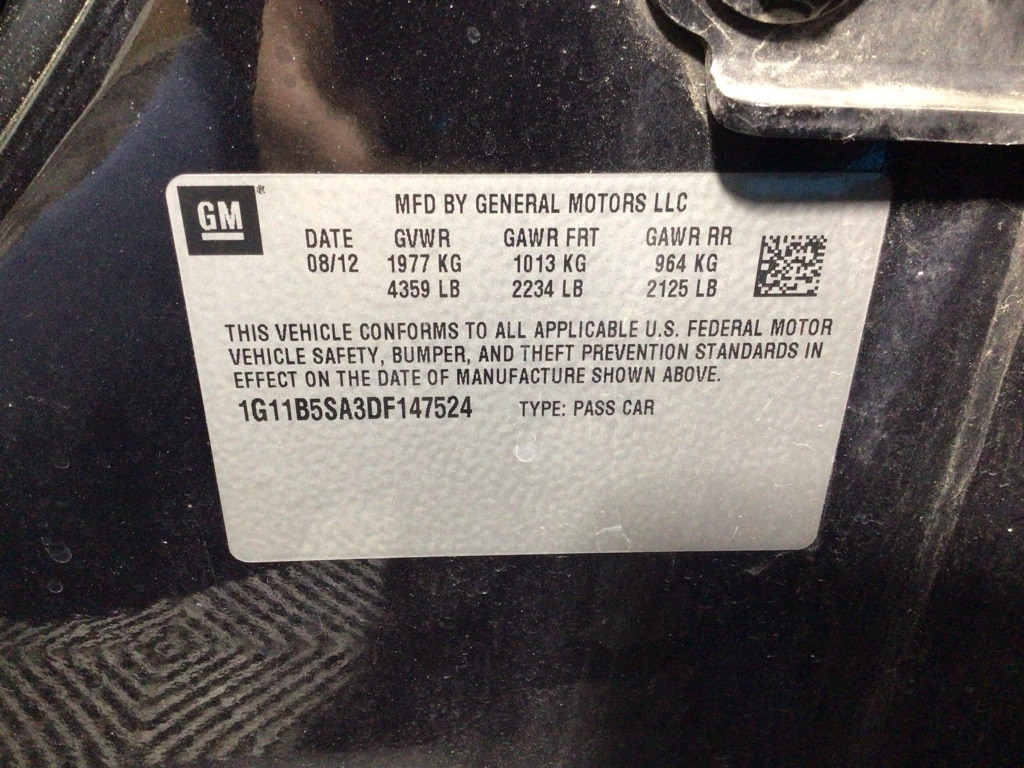 GM®
MFD BY GENERAL MOTORS LLC
DATE GVWR GAWR FRT GAWR RR
08/12 1977 KG 1013 KG 964 KG
4359 LB 2234 LB 2125 LB
THIS VEHICLE CONFORMS TO ALL APPLICABLE U.S. FEDERAL MOTOR
VEHICLE SAFETY, BUMPER, AND THEFT PREVENTION STANDARDS IN
EFFECT ON THE DATE OF MANUFACTURE SHOWN ABOVE.
1G11B5SA3DF147524 TYPE: PASS CAR